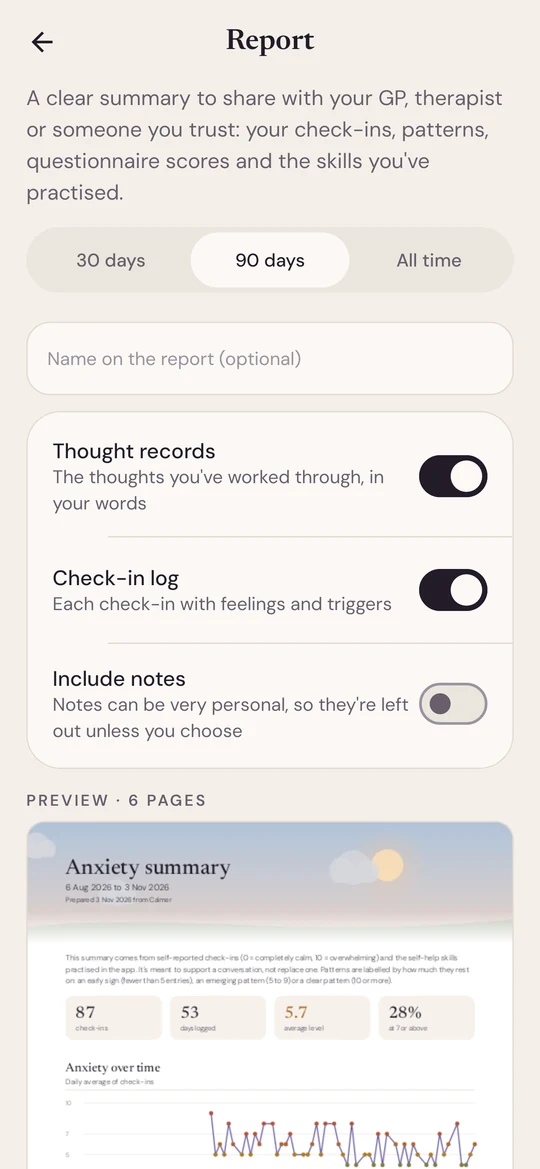 Report
A clear summary to share with your GP, therapist
or someone you trust: your check-ins, patterns,
questionnaire scores and the skills you've
practised.
30 days 90 days All time
Name on the report (optional)
Thought records
The thoughts you've worked through, in
your words
Check-in log
Each check-in with feelings and triggers
Include notes
Notes can be very personal, so they're left
out unless you choose
PREVIEW · 6 PAGES
Anxiety summary
6 Aug 2026 to 3 Nov 2026
Prepared 3 Nov 2026 from Calmer
This summary comes from self-reported check-ins (0 = completely calm, 10 = overwhelming) and the self-help skills
practised in the app. It's meant to support a conversation, not replace one. Patterns are labelled by how much they rest
on: an early sign (fewer than 5 entries), an emerging pattern (5 to 9) or a clear pattern (10 or more).
87 53 5.7 28%
check-ins days logged average level at 7 or above
Anxiety over time
Daily average of check-ins
10
7
5